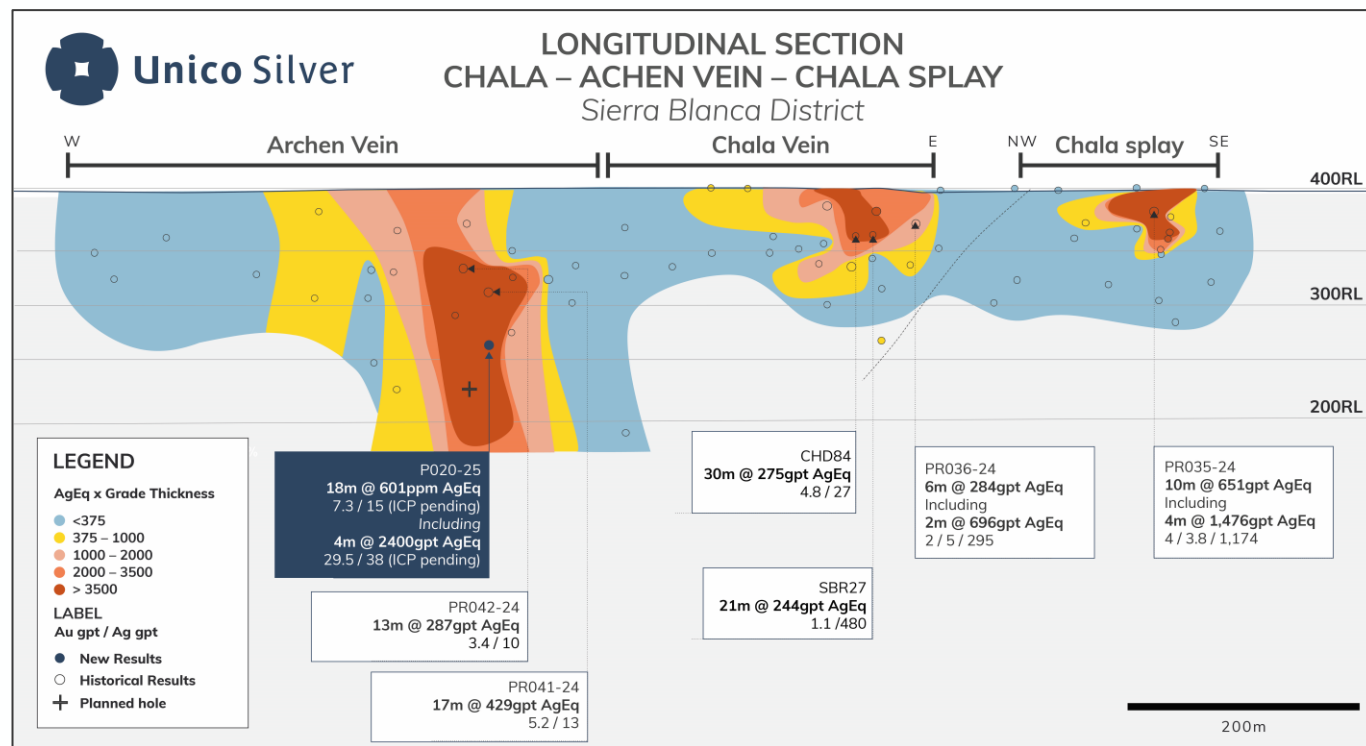 Unico Silver
LONGITUDINAL SECTION
CHALA – ACHEN VEIN – CHALA SPLAY
Sierra Blanca District
W
Archen Vein
Chala Vein
E
NW
Chala splay
SE
400RL
300RL
200RL
LEGEND
AgEq x Grade Thickness
<375
375 – 1000
1000 – 2000
2000 – 3500
> 3500
LABEL
Au gpt / Ag gpt
New Results
Historical Results
Planned hole
P020-25
18m @ 601ppm AgEq
7.3 / 15 (ICP pending)
Including
4m @ 2400gpt AgEq
29.5 / 38 (ICP pending)
PR042-24
13m @ 287gpt AgEq
3.4 / 10
PR041-24
17m @ 429gpt AgEq
5.2 / 13
CHD84
30m @ 275gpt AgEq
4.8 / 27
SBR27
21m @ 244gpt AgEq
1.1 /480
PR036-24
6m @ 284gpt AgEq
Including
2m @ 696gpt AgEq
2 / 5 / 295
PR035-24
10m @ 651gpt AgEq
Including
4m @ 1,476gpt AgEq
4 / 3.8 / 1,174
200m